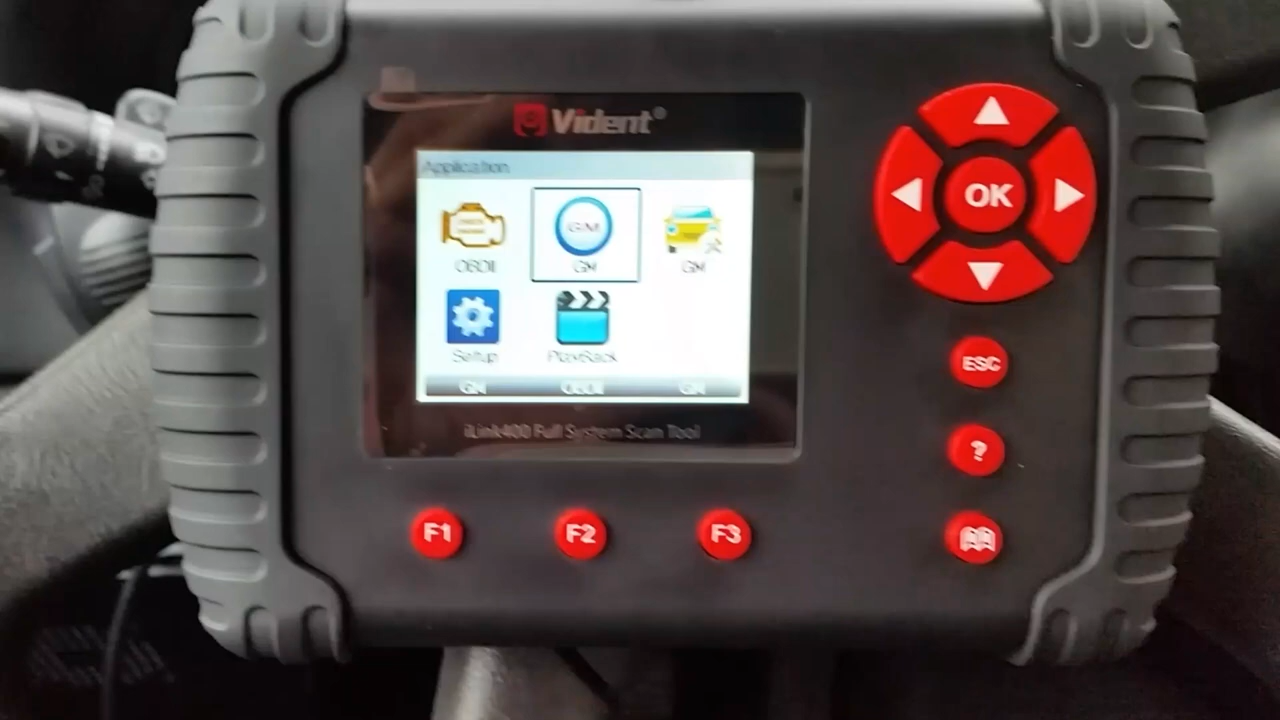 Vident®
Application
GM
OBDII
GM
GM
Setup
PlayBack
GM
OBDII
GM
iLink400 Full System Scan Tool
OK
ESC
?
F1
F2
F3